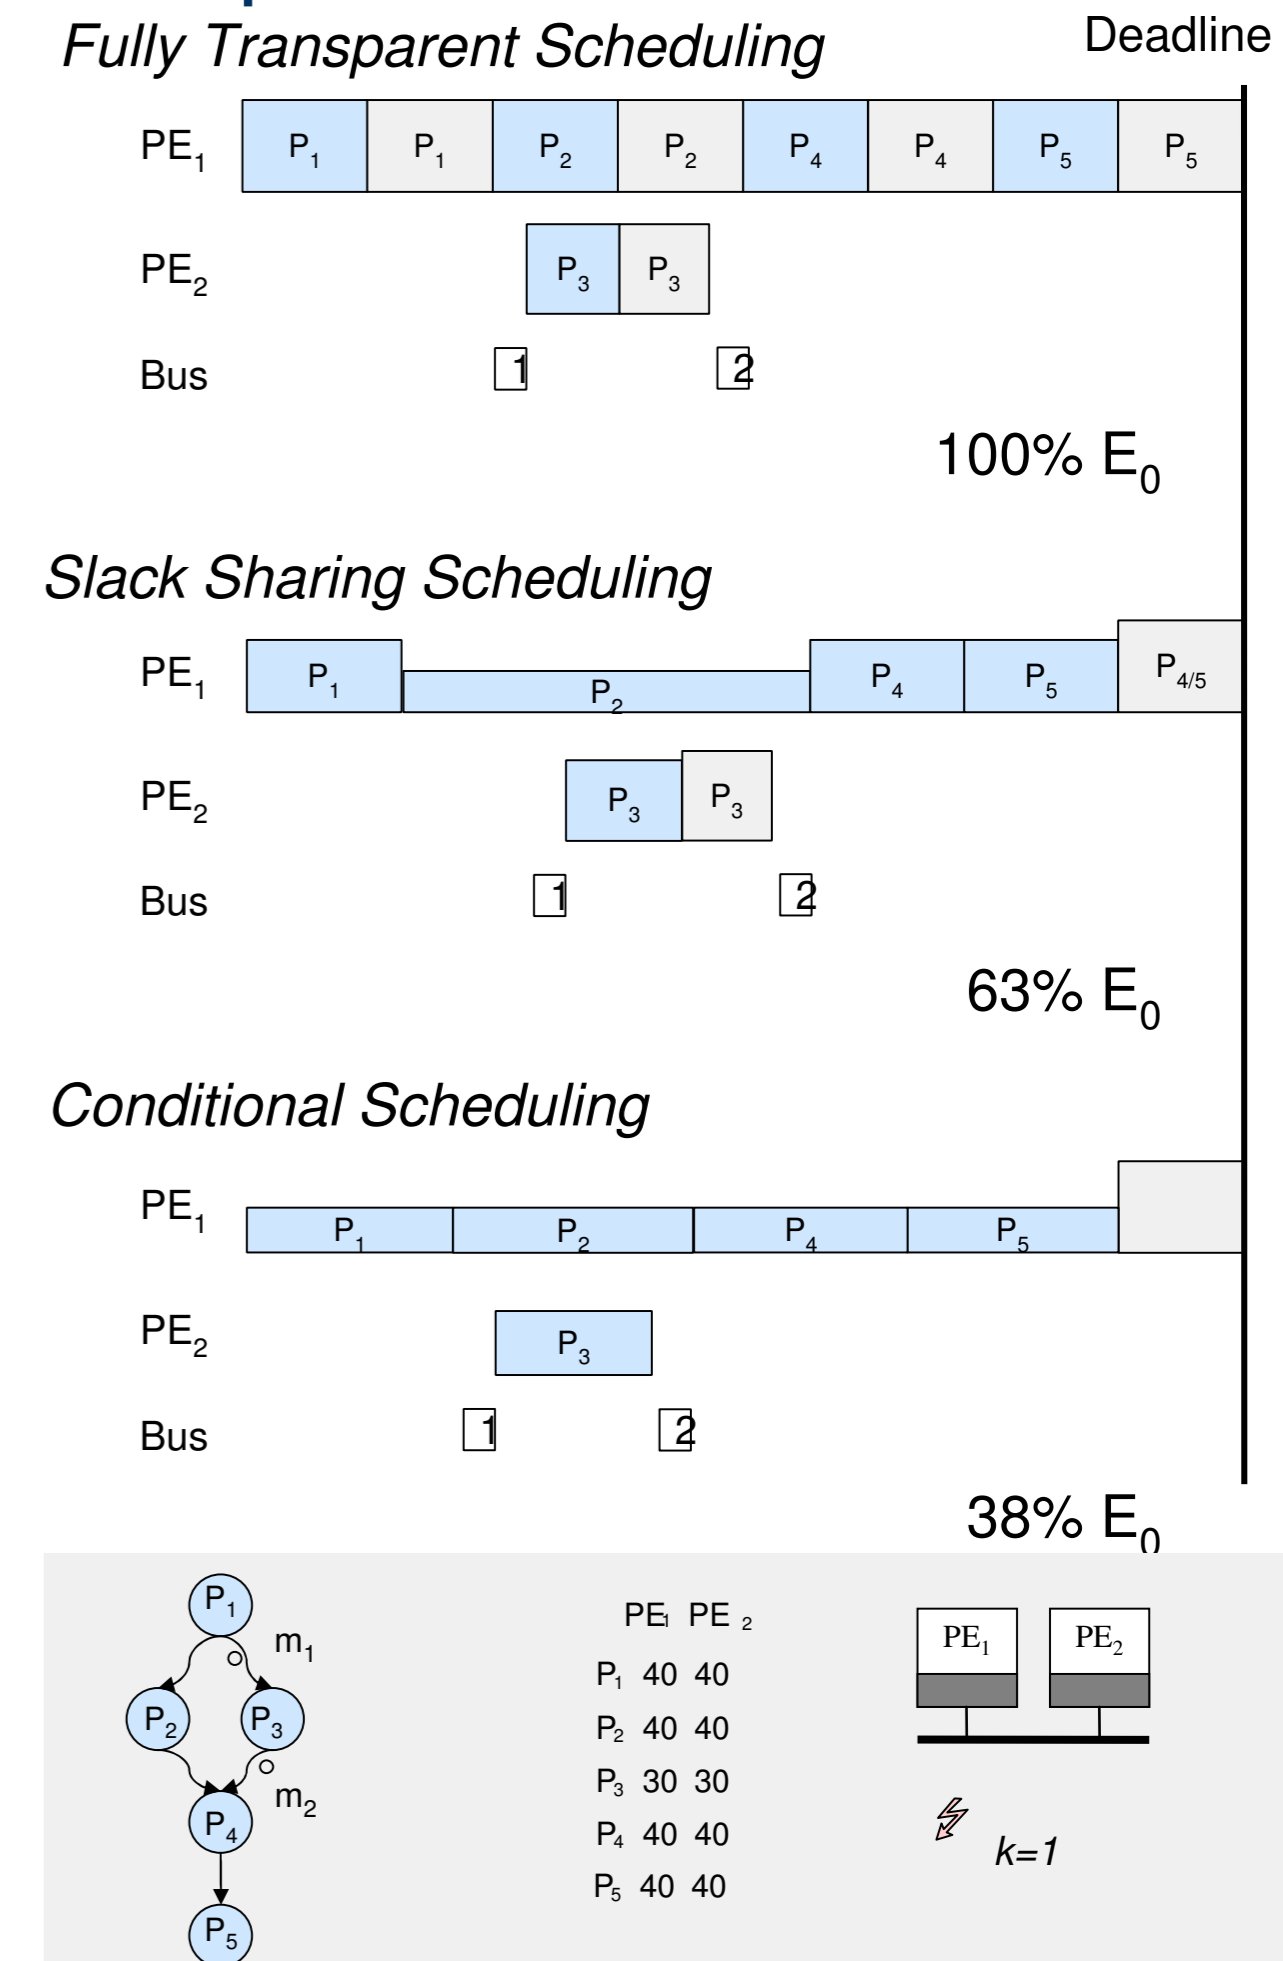 Fully Transparent Scheduling
Deadline
PE1 P1 P1 P2 P2 P4 P4 P5 P5
PE2 P3 P3
Bus 1 2
100% E0
Slack Sharing Scheduling
PE1 P1 P2 P4 P5 P4/5
PE2 P3 P3
Bus 1 2
63% E0
Conditional Scheduling
PE1 P1 P2 P4 P5
PE2 P3
Bus 1 2
38% E0
P1
m1
P2 P3
m2
P4
P5
PE1 PE 2
P1 40 40
P2 40 40
P3 30 30
P4 40 40
P5 40 40
PE1 PE2
k=1